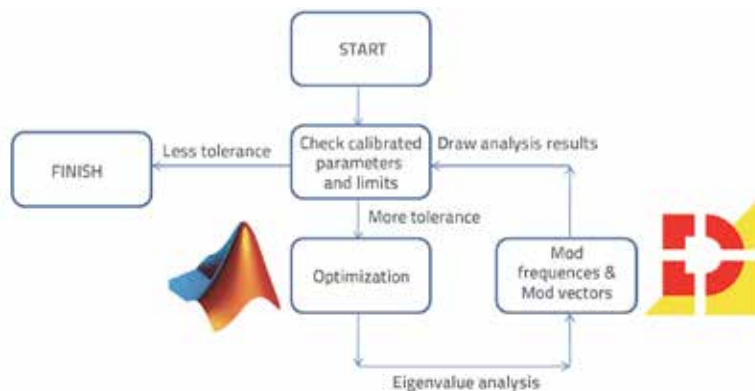 START
Check calibrated
parameters
and limits
Less tolerance
FINISH
Draw analysis results
More tolerance
Optimization
Mod
frequences &
Mod vectors
Eigenvalue analysis